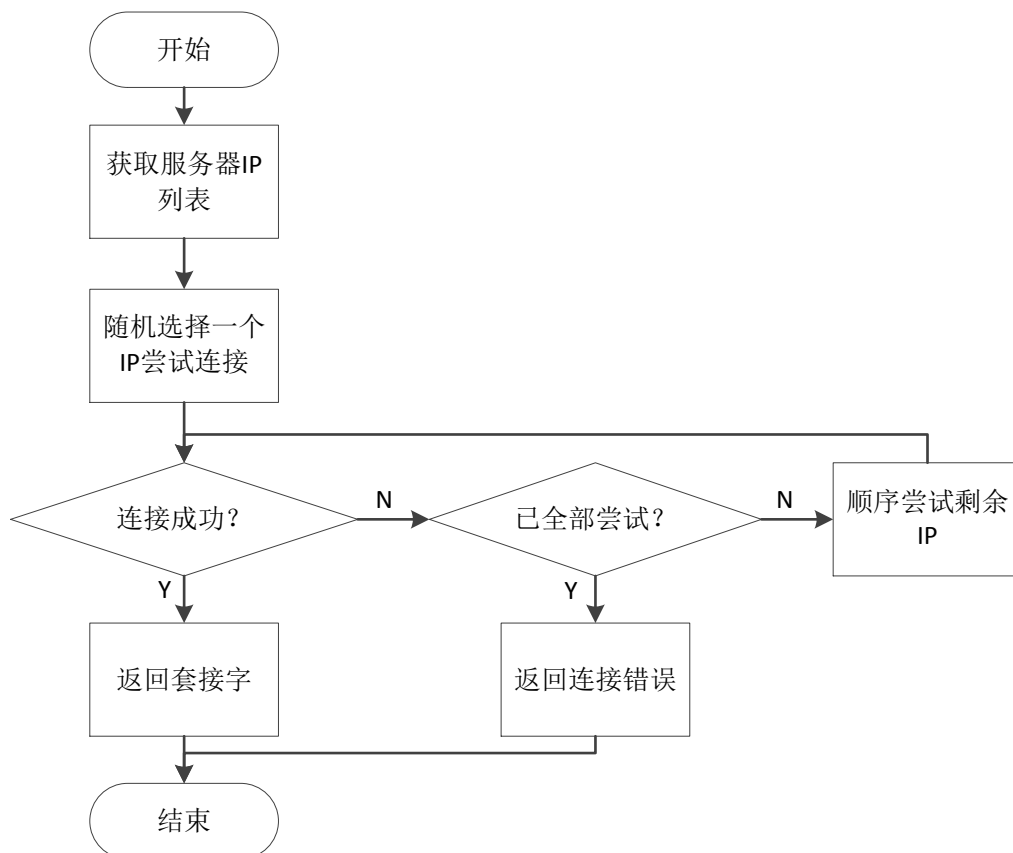 开始
获取服务器IP
列表
随机选择一个
IP尝试连接
连接成功？
N
已全部尝试？
N
顺序尝试剩余
IP
Y
Y
返回套接字
返回连接错误
结束